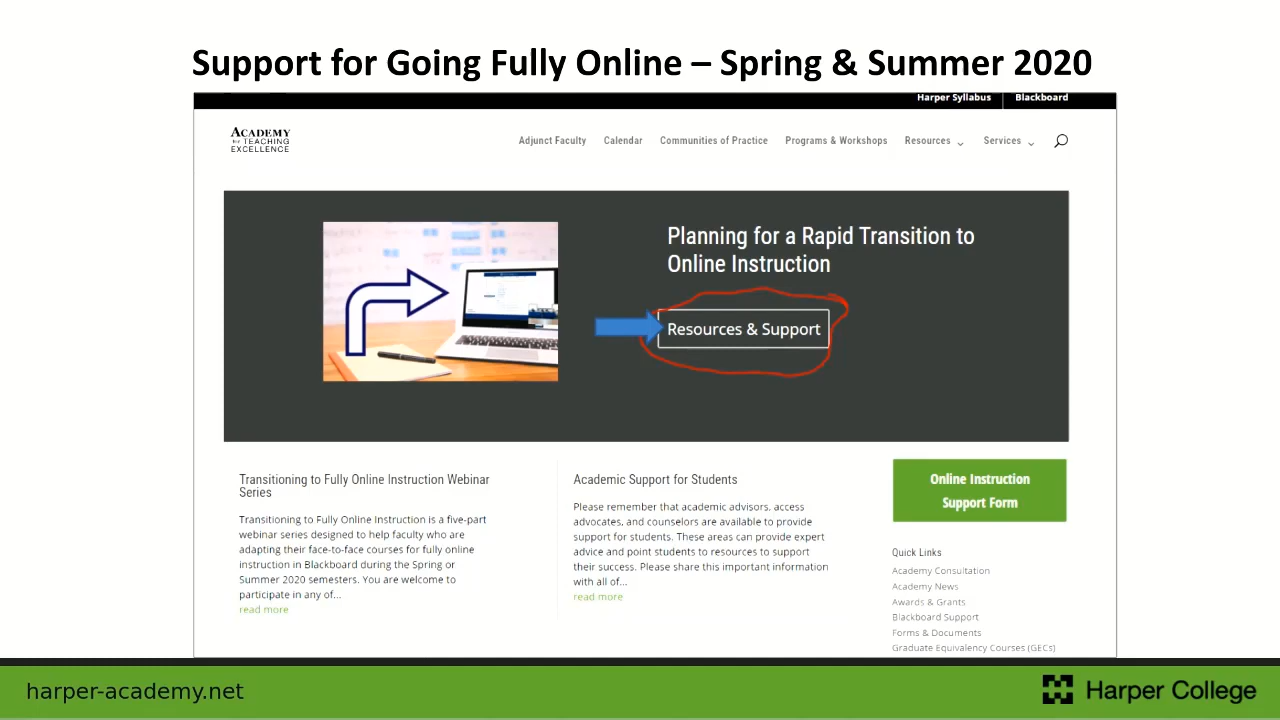 Support for Going Fully Online – Spring & Summer 2020
Harper Syllabus
Blackboard
ACADEMY
for TEACHING
EXCELLENCE
Adjunct Faculty
Calendar
Communities of Practice
Programs & Workshops
Resources
Services
Planning for a Rapid Transition to
Online Instruction
Resources & Support
Transitioning to Fully Online Instruction Webinar
Series
Transitioning to Fully Online Instruction is a five-part
webinar series designed to help faculty who are
adapting their face-to-face courses for fully online
instruction in Blackboard during the Spring or
Summer 2020 semesters. You are welcome to
participate in any of...
read more
Academic Support for Students
Please remember that academic advisors, access
advocates, and counselors are available to provide
support for students. These areas can provide expert
advice and point students to resources to support
their success. Please share this important information
with all of...
read more
Online Instruction
Support Form
Quick Links
Academy Consultation
Academy News
Awards & Grants
Blackboard Support
Forms & Documents
Graduate Equivalency Courses (GECs)
harper-academy.net
Harper College